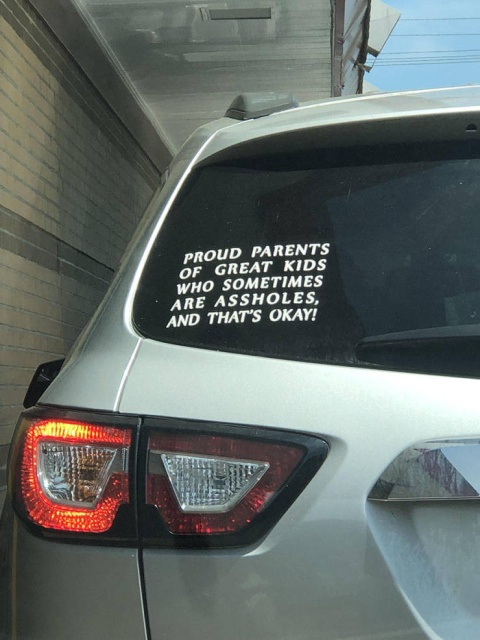 PROUD PARENTS
OF GREAT KIDS
WHO SOMETIMES
ARE ASSHOLES,
AND THAT'S OKAY!